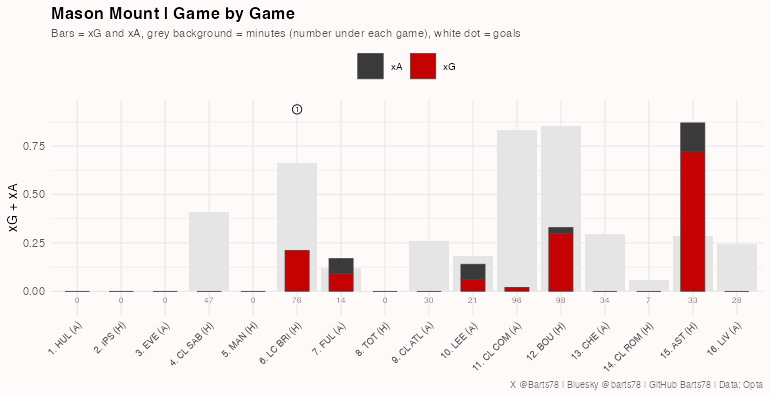 Mason Mount | Game by Game
Bars = xG and xA, grey background = minutes (number under each game), white dot = goals
xA xG
1
xG + xA
0.75
0.50
0.25
0.00
0 0 0 47 0 76 14 0 30 21 96 98 34 7 33 28
1. HUL (A)
2. IPS (H)
3. EVE (A)
4. CL SAB (H)
5. MAN (H)
6. LC BRI (H)
7. FUL (A)
8. TOT (H)
9. CL ATL (A)
10. LEE (A)
11. CL COM (A)
12. BOU (H)
13. CHE (A)
14. CL ROM (H)
15. AST (H)
16. LIV (A)
X @Barts78 | Bluesky @barts78 | GitHub Barts78 | Data: Opta